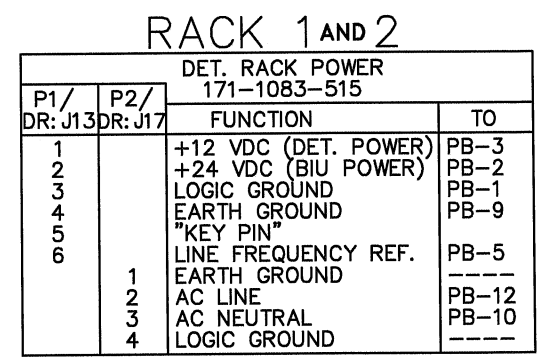 RACK 1 AND 2
DET. RACK POWER
171-1083-515
P1/ P2/
DR: J13 DR: J17 FUNCTION TO
1 +12 VDC (DET. POWER) PB-3
2 +24 VDC (BIU POWER) PB-2
3 LOGIC GROUND PB-1
4 EARTH GROUND PB-9
5 "KEY PIN"
6 LINE FREQUENCY REF. PB-5
1 EARTH GROUND ----
2 AC LINE PB-12
3 AC NEUTRAL PB-10
4 LOGIC GROUND ----